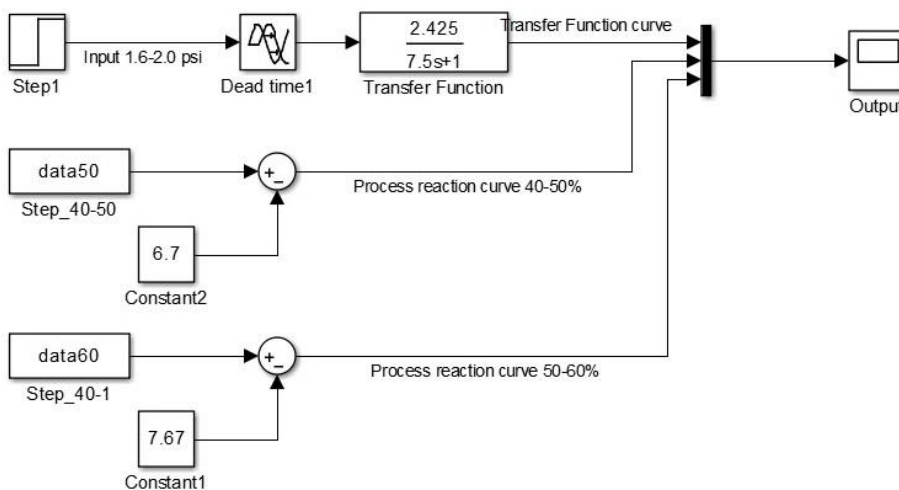 Step1
Input 1.6-2.0 psi
Dead time1
2.425
7.5s+1
Transfer Function
Transfer Function curve
Output
data50
Step_40-50
Process reaction curve 40-50%
6.7
Constant2
data60
Step_40-1
Process reaction curve 50-60%
7.67
Constant1